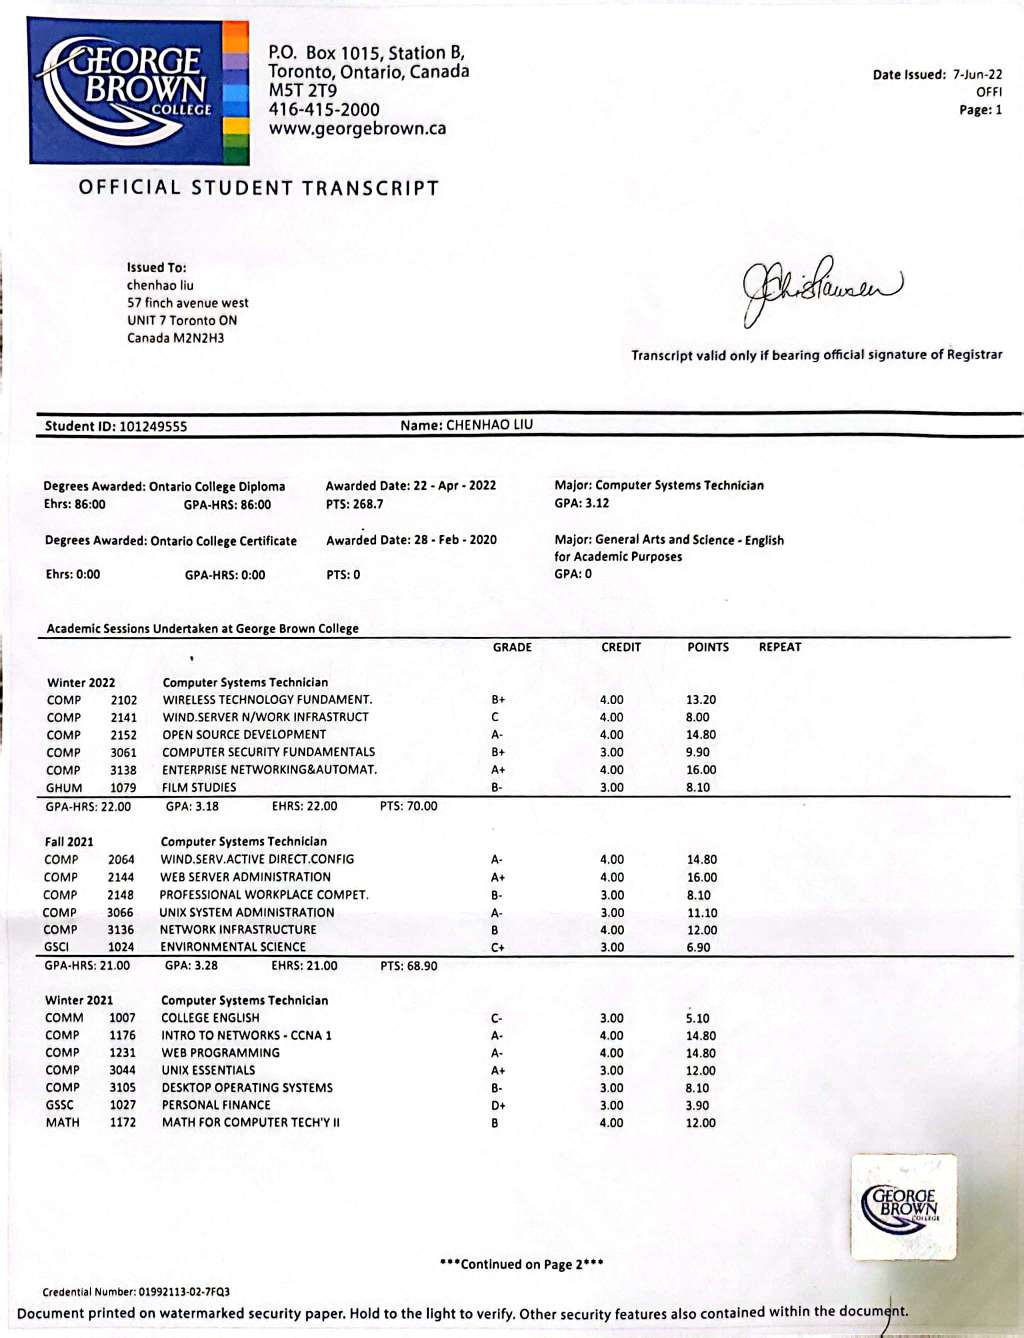 GEORGE
BROWN
COLLEGE
P.O. Box 1015, Station B,
Toronto, Ontario, Canada
M5T 2T9
416-415-2000
www.georgebrown.ca
Date Issued: 7-Jun-22
OFFI
Page: 1
OFFICIAL STUDENT TRANSCRIPT
Issued To:
chenhao liu
57 finch avenue west
UNIT 7 Toronto ON
Canada M2N2H3
Transcript valid only if bearing official signature of Registrar
Student ID: 101249555 Name: CHENHAO LIU
Degrees Awarded: Ontario College Diploma Awarded Date: 22 - Apr - 2022 Major: Computer Systems Technician
Ehrs: 86:00 GPA-HRS: 86:00 PTS: 268.7 GPA: 3.12
Degrees Awarded: Ontario College Certificate Awarded Date: 28 - Feb - 2020 Major: General Arts and Science - English
for Academic Purposes
Ehrs: 0:00 GPA-HRS: 0:00 PTS: 0 GPA: 0
Academic Sessions Undertaken at George Brown College
GRADE CREDIT POINTS REPEAT
Winter 2022 Computer Systems Technician
COMP 2102 WIRELESS TECHNOLOGY FUNDAMENT. B+ 4.00 13.20
COMP 2141 WIND.SERVER N/WORK INFRASTRUCT C 4.00 8.00
COMP 2152 OPEN SOURCE DEVELOPMENT A- 4.00 14.80
COMP 3061 COMPUTER SECURITY FUNDAMENTALS B+ 3.00 9.90
COMP 3138 ENTERPRISE NETWORKING&AUTOMAT. A+ 4.00 16.00
GHUM 1079 FILM STUDIES B- 3.00 8.10
GPA-HRS: 22.00 GPA: 3.18 EHRS: 22.00 PTS: 70.00
Fall 2021 Computer Systems Technician
COMP 2064 WIND.SERV.ACTIVE DIRECT.CONFIG A- 4.00 14.80
COMP 2144 WEB SERVER ADMINISTRATION A+ 4.00 16.00
COMP 2148 PROFESSIONAL WORKPLACE COMPET. B- 3.00 8.10
COMP 3066 UNIX SYSTEM ADMINISTRATION A- 3.00 11.10
COMP 3136 NETWORK INFRASTRUCTURE B 4.00 12.00
GSCI 1024 ENVIRONMENTAL SCIENCE C+ 3.00 6.90
GPA-HRS: 21.00 GPA: 3.28 EHRS: 21.00 PTS: 68.90
Winter 2021 Computer Systems Technician
COMM 1007 COLLEGE ENGLISH C- 3.00 5.10
COMP 1176 INTRO TO NETWORKS - CCNA 1 A- 4.00 14.80
COMP 1231 WEB PROGRAMMING A- 4.00 14.80
COMP 3044 UNIX ESSENTIALS A+ 3.00 12.00
COMP 3105 DESKTOP OPERATING SYSTEMS B- 3.00 8.10
GSSC 1027 PERSONAL FINANCE D+ 3.00 3.90
MATH 1172 MATH FOR COMPUTER TECH'Y II B 4.00 12.00
GEORGE
BROWN
COLLEGE
***Continued on Page 2***
Credential Number: 01992113-02-7FQ3
Document printed on watermarked security paper. Hold to the light to verify. Other security features also contained within the document.